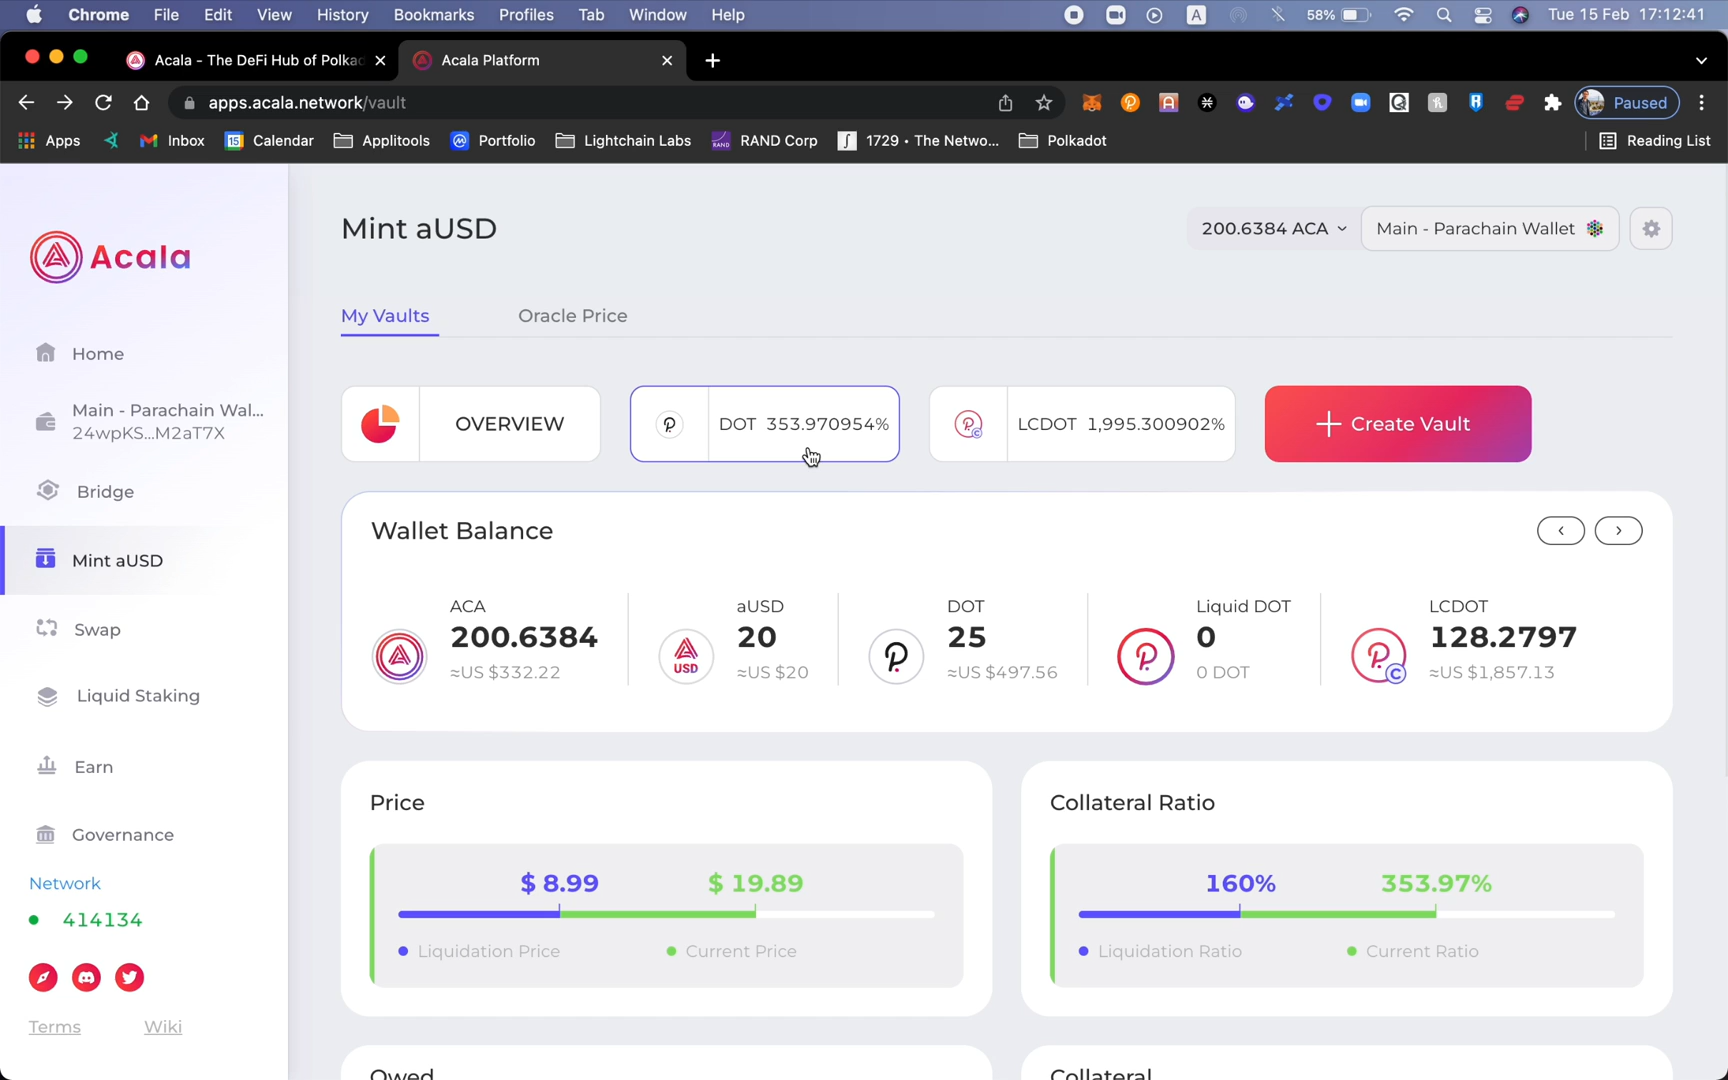 Chrome File Edit View History Bookmarks Profiles Tab Window Help
A 58% Tue 15 Feb 17:12:41
Acala - The DeFi Hub of Polka
Acala Platform
apps.acala.network/vault
Paused
Apps
Inbox
15 Calendar
Applitools
Portfolio
Lightchain Labs
RAND RAND Corp
1729 • The Netwo...
Polkadot
Reading List
Acala
Home
Main - Parachain Wal...
24wpKS...M2aT7X
Bridge
Mint aUSD
Swap
Liquid Staking
Earn
Governance
Network
414134
Terms Wiki
Mint aUSD
200.6384 ACA
Main - Parachain Wallet
My Vaults
Oracle Price
OVERVIEW
DOT 353.970954%
LCDOT 1,995.300902%
Create Vault
Wallet Balance
ACA
200.6384
≈US $332.22
USD
aUSD
20
≈US $20
DOT
25
≈US $497.56
Liquid DOT
0
0 DOT
C
LCDOT
128.2797
≈US $1,857.13
Price
$ 8.99 $ 19.89
Liquidation Price Current Price
Collateral Ratio
160% 353.97%
Liquidation Ratio Current Ratio
Owed
Collateral